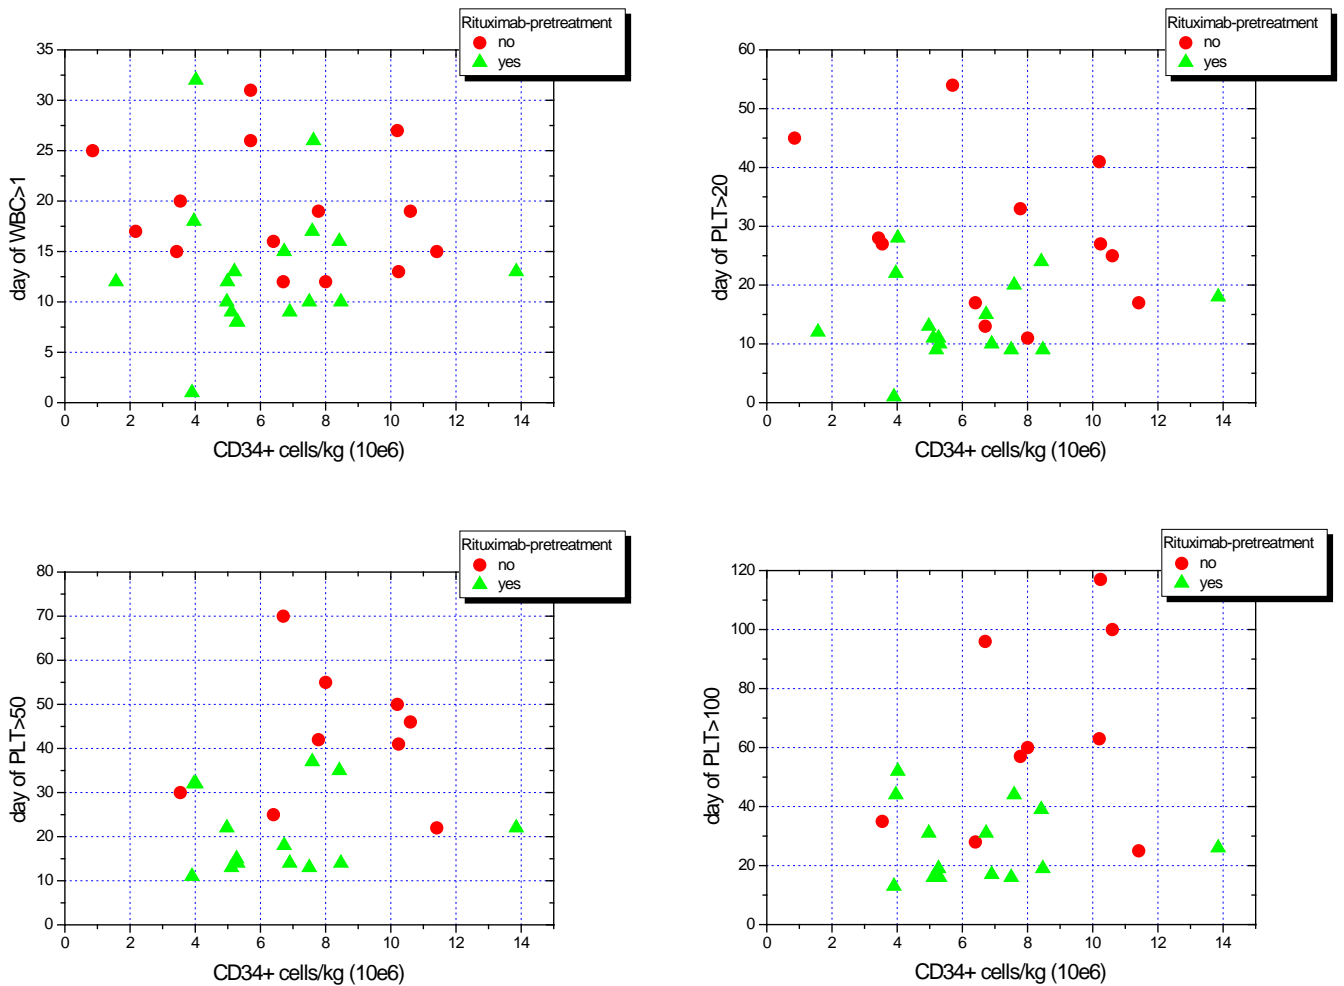 Rituximab-pretreatment
no
yes
35
30
25
20
15
10
5
0
day of WBC>1
0 2 4 6 8 10 12 14
CD34+ cells/kg (10e6)
Rituximab-pretreatment
no
yes
60
50
40
30
20
10
0
day of PLT>20
0 2 4 6 8 10 12 14
CD34+ cells/kg (10e6)
Rituximab-pretreatment
no
yes
80
70
60
50
40
30
20
10
0
day of PLT>50
0 2 4 6 8 10 12 14
CD34+ cells/kg (10e6)
Rituximab-pretreatment
no
yes
120
100
80
60
40
20
0
day of PLT>100
0 2 4 6 8 10 12 14
CD34+ cells/kg (10e6)